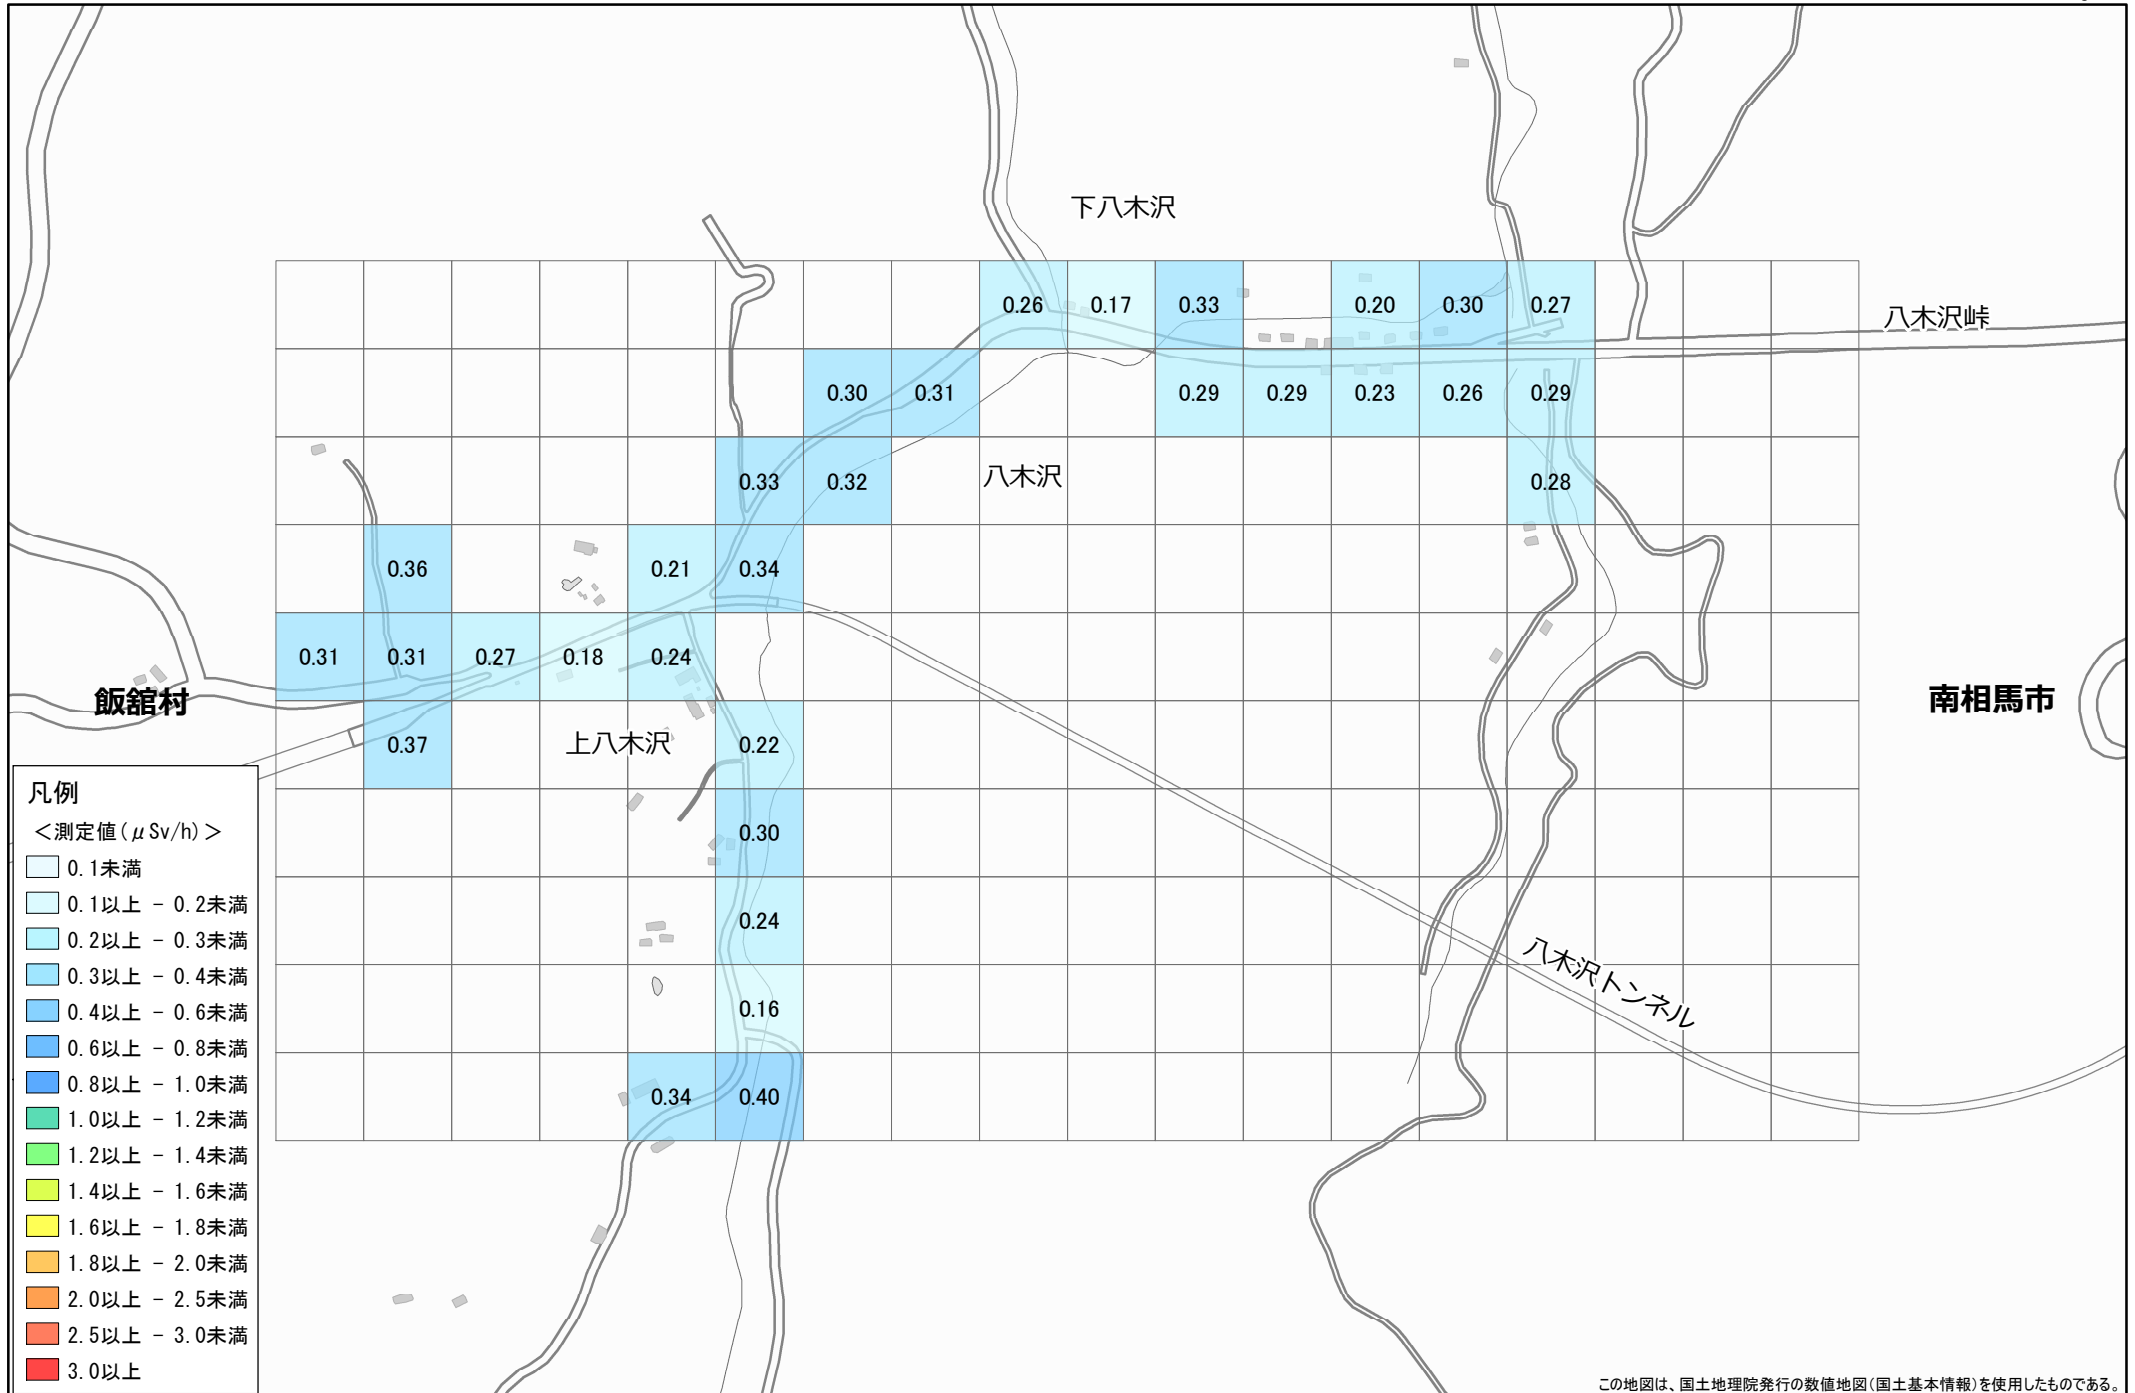 下八木沢
0.26 0.17 0.33 0.20 0.30 0.27
八木沢峠
0.30 0.31 0.29 0.29 0.23 0.26 0.29
0.33 0.32 八木沢 0.28
0.36 0.21 0.34
0.31 0.31 0.27 0.18 0.24
飯舘村
南相馬市
0.37 上八木沢 0.22
0.30
0.24
八木沢トンネル
0.16
0.34 0.40
凡例
＜測定値(μSv/h)＞
0.1未満
0.1以上 - 0.2未満
0.2以上 - 0.3未満
0.3以上 - 0.4未満
0.4以上 - 0.6未満
0.6以上 - 0.8未満
0.8以上 - 1.0未満
1.0以上 - 1.2未満
1.2以上 - 1.4未満
1.4以上 - 1.6未満
1.6以上 - 1.8未満
1.8以上 - 2.0未満
2.0以上 - 2.5未満
2.5以上 - 3.0未満
3.0以上
この地図は、国土地理院発行の数値地図(国土基本情報)を使用したものである。